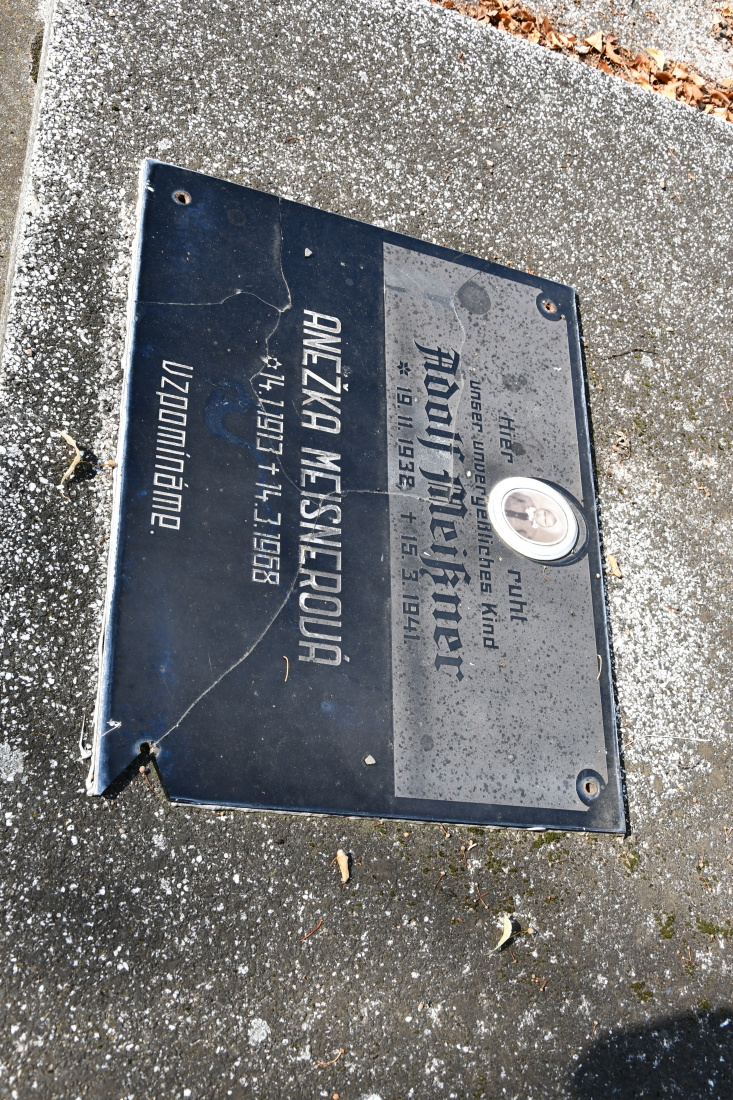 Hier ruht
unser unvergeßliches Kind
Adolf Meißner
* 19. 11. 1938. † 15. 3. 1941.
ANEŽKA MEISNEROVÁ
* 14. 1. 1913 † 14. 3. 1968
Vzpomínáme.